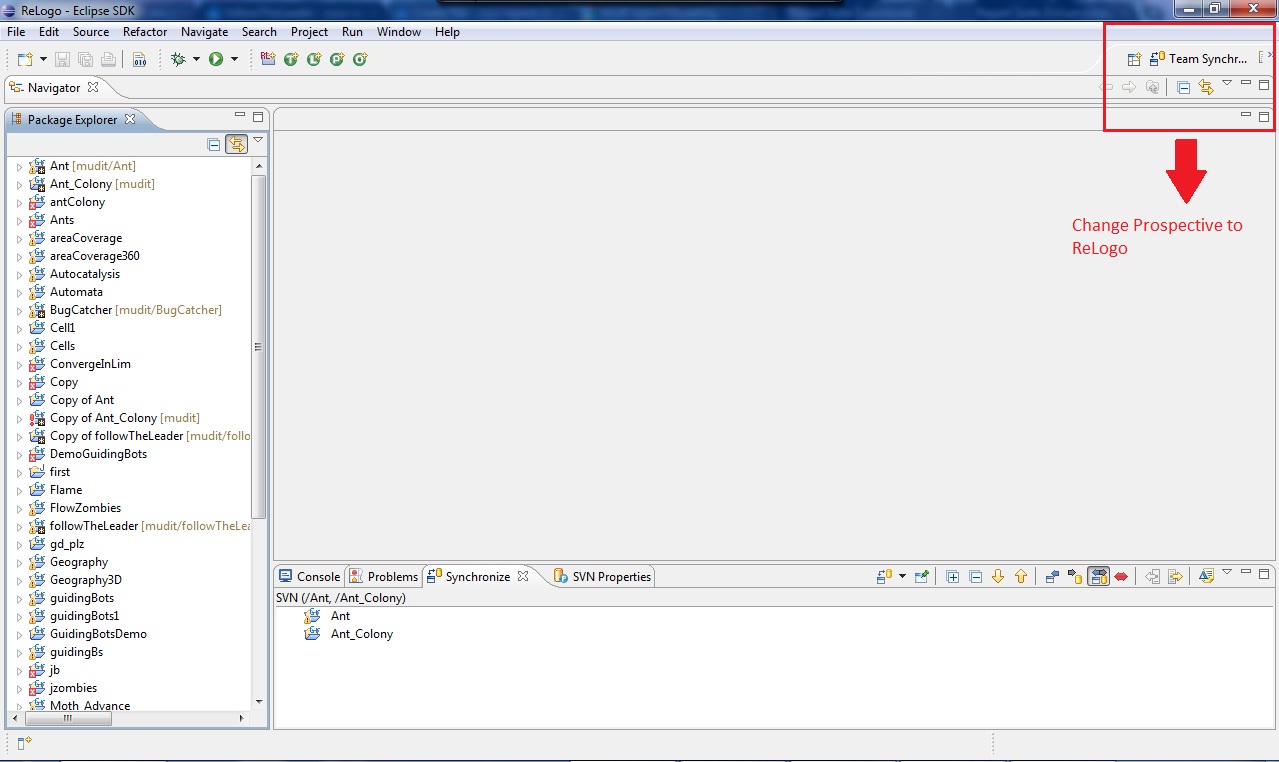 ReLogo - Eclipse SDK
File Edit Source Refactor Navigate Search Project Run Window Help
Team Synchr...
Navigator
Package Explorer
Ant [mudit/Ant]
Ant_Colony [mudit]
antColony
Ants
areaCoverage
areaCoverage360
Autocatalysis
Automata
BugCatcher [mudit/BugCatcher]
Cell1
Cells
ConvergeInLim
Copy
Copy of Ant
Copy of Ant_Colony [mudit]
Copy of followTheLeader [mudit/follo
DemoGuidingBots
first
Flame
FlowZombies
followTheLeader [mudit/followTheLea
gd_plz
Geography
Geography3D
guidingBots
guidingBots1
GuidingBotsDemo
guidingBs
jb
jzombies
Moth_Advance
Change Prospective to
ReLogo
Console Problems Synchronize SVN Properties
SVN (/Ant, /Ant_Colony)
Ant
Ant_Colony